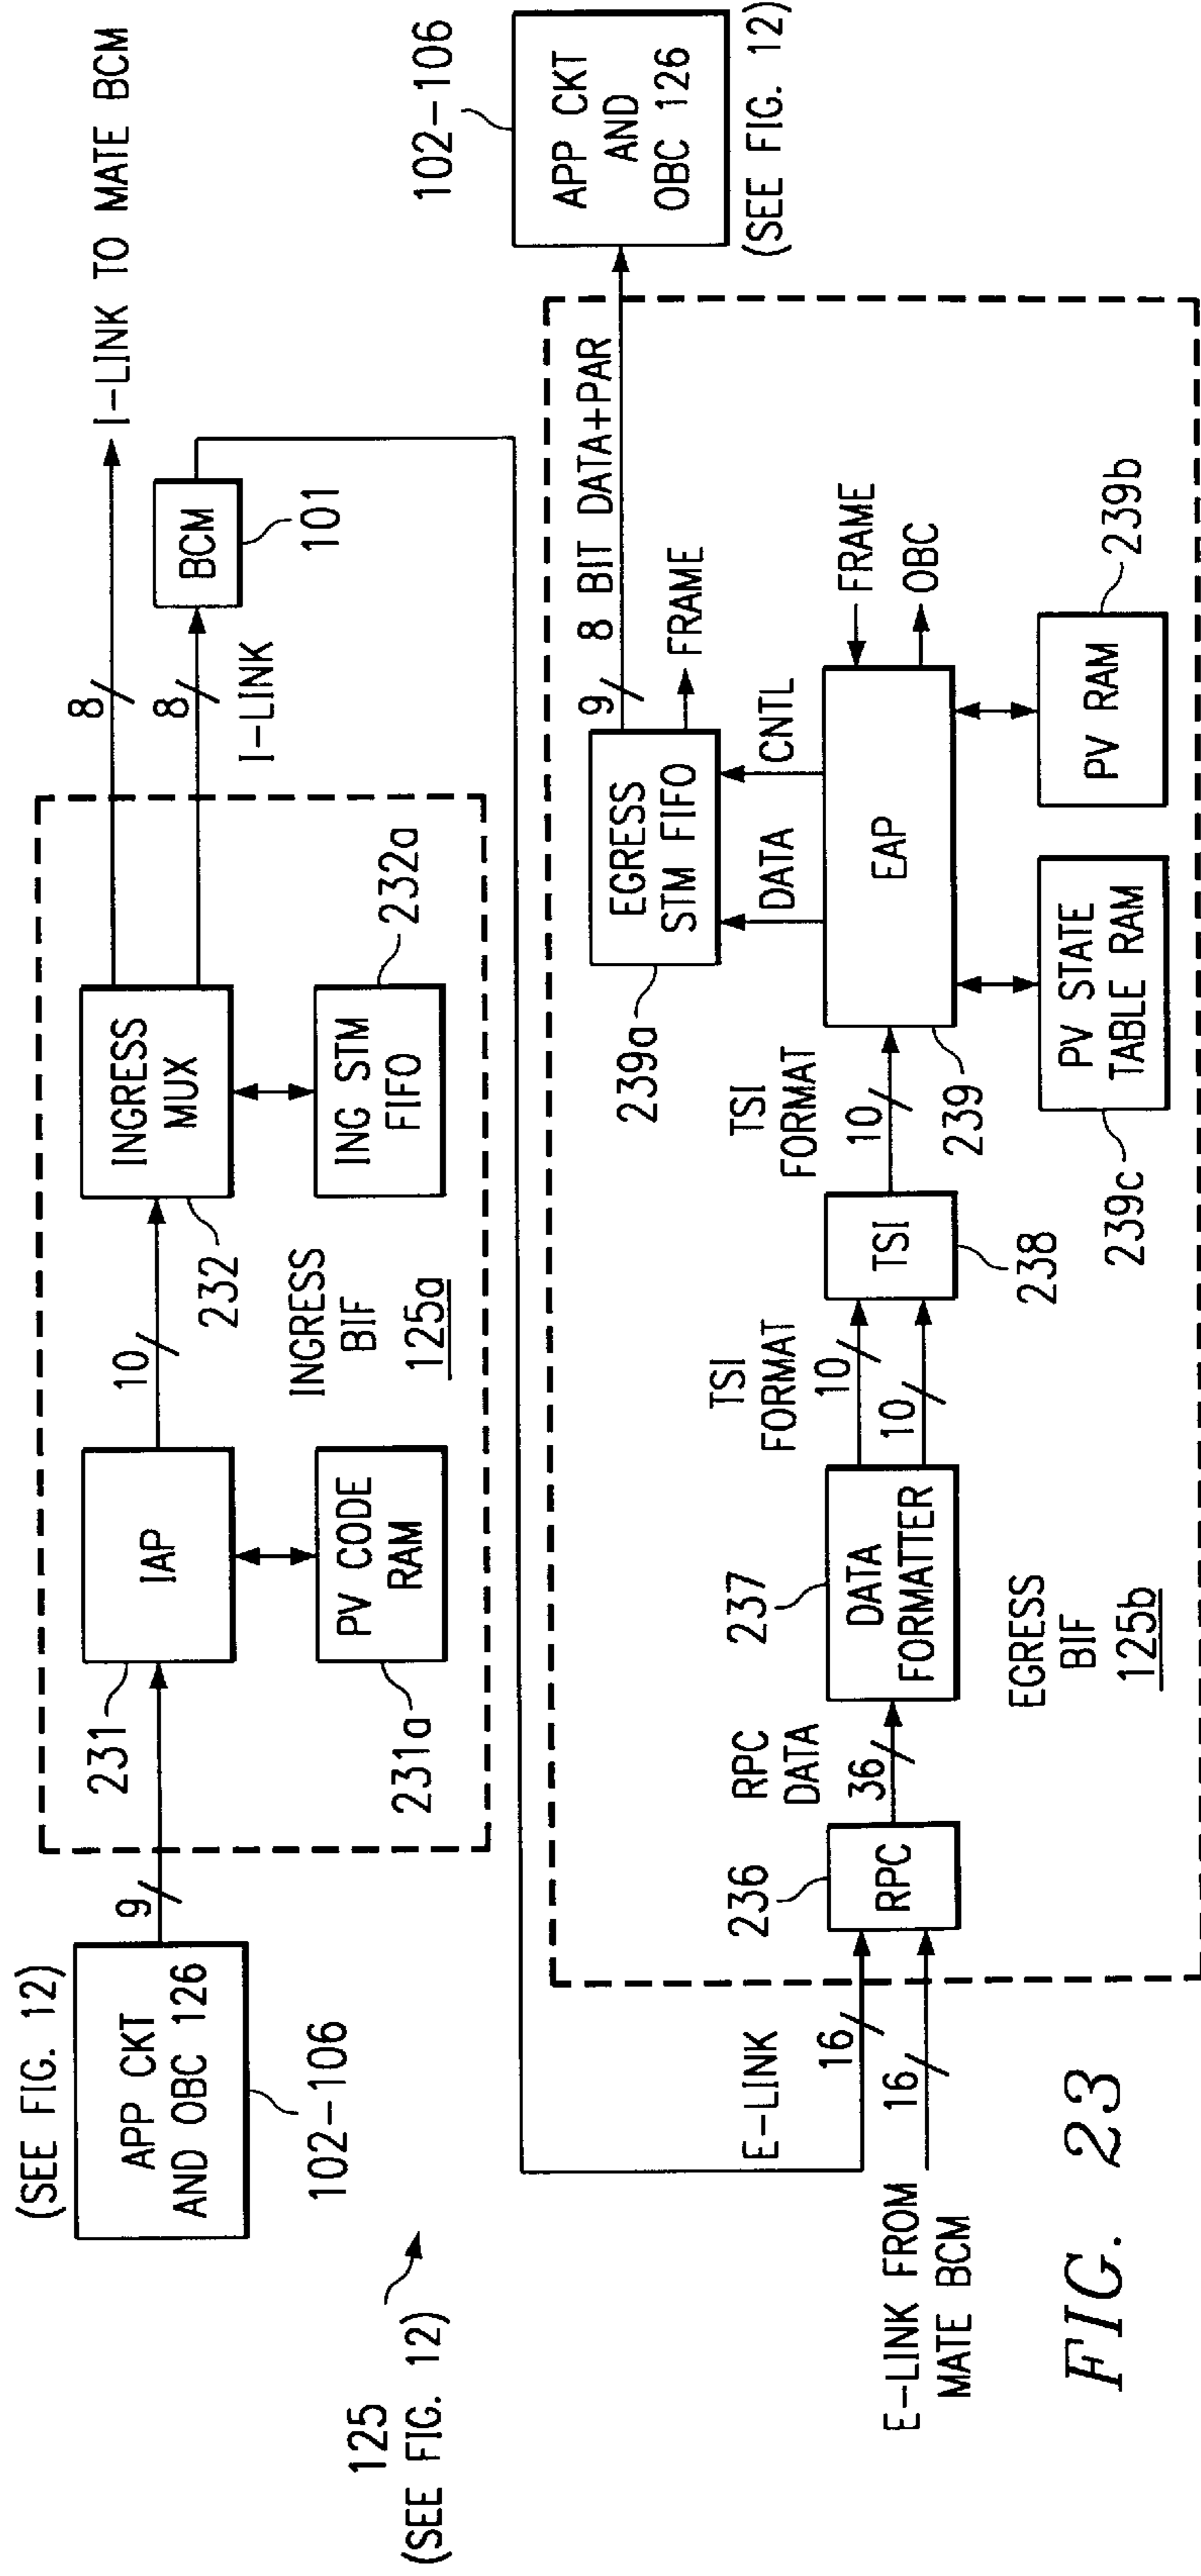 (SEE FIG. 12)
APP CKT
AND OBC 126
102-106
125
(SEE FIG. 12)
9
231
IAP
PV CODE
RAM
231a
10
INGRESS
MUX
232
ING STM
FIFO
232a
INGRESS
BIF
125a
8
8
I-LINK
I-LINK TO MATE BCM
BCM
101
102-106
APP CKT
AND
OBC 126
(SEE FIG. 12)
E-LINK
16
16
E-LINK FROM
MATE BCM
236
RPC
RPC
DATA
36
237
DATA
FORMATTER
TSI
FORMAT
10
10
TSI
238
TSI
FORMAT
10
EAP
239
DATA
CNTL
EGRESS
STM FIFO
239a
9
8 BIT DATA+PAR
FRAME
FRAME
OBC
PV STATE
TABLE RAM
239c
PV RAM
239b
EGRESS
BIF
125b
FIG. 23